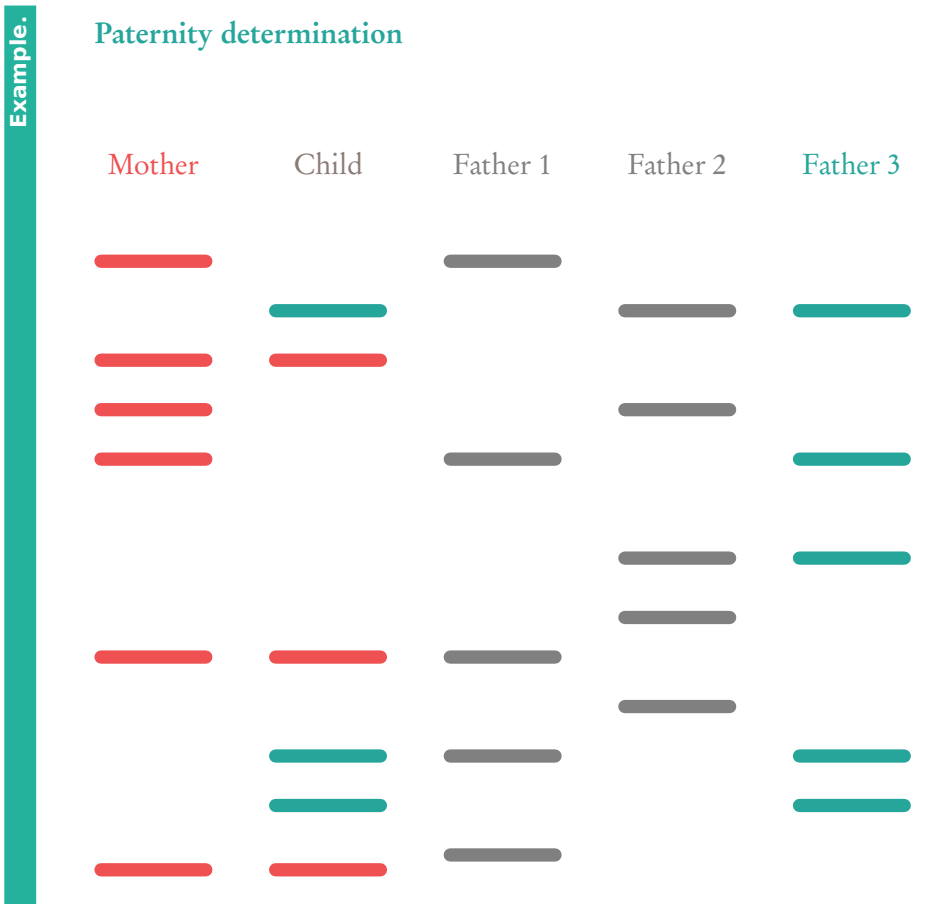 Example.
Paternity determination
Mother Child Father 1 Father 2 Father 3